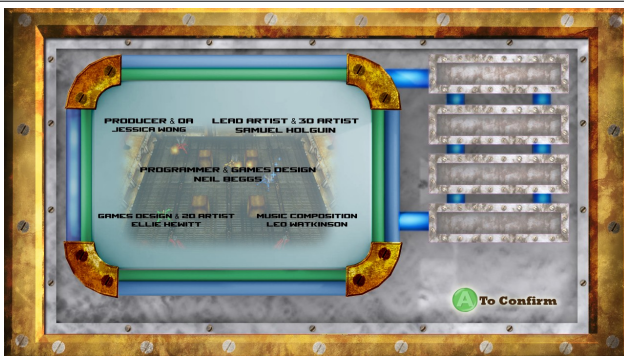 PRODUCER & QA
JESSICA WONG
LEAD ARTIST & 3D ARTIST
SAMUEL HOLGUIN
PROGRAMMER & GAMES DESIGN
NEIL BEGGS
GAMES DESIGN & 2D ARTIST
ELLIE HEWITT
MUSIC COMPOSITION
LEO WATKINSON
A To Confirm